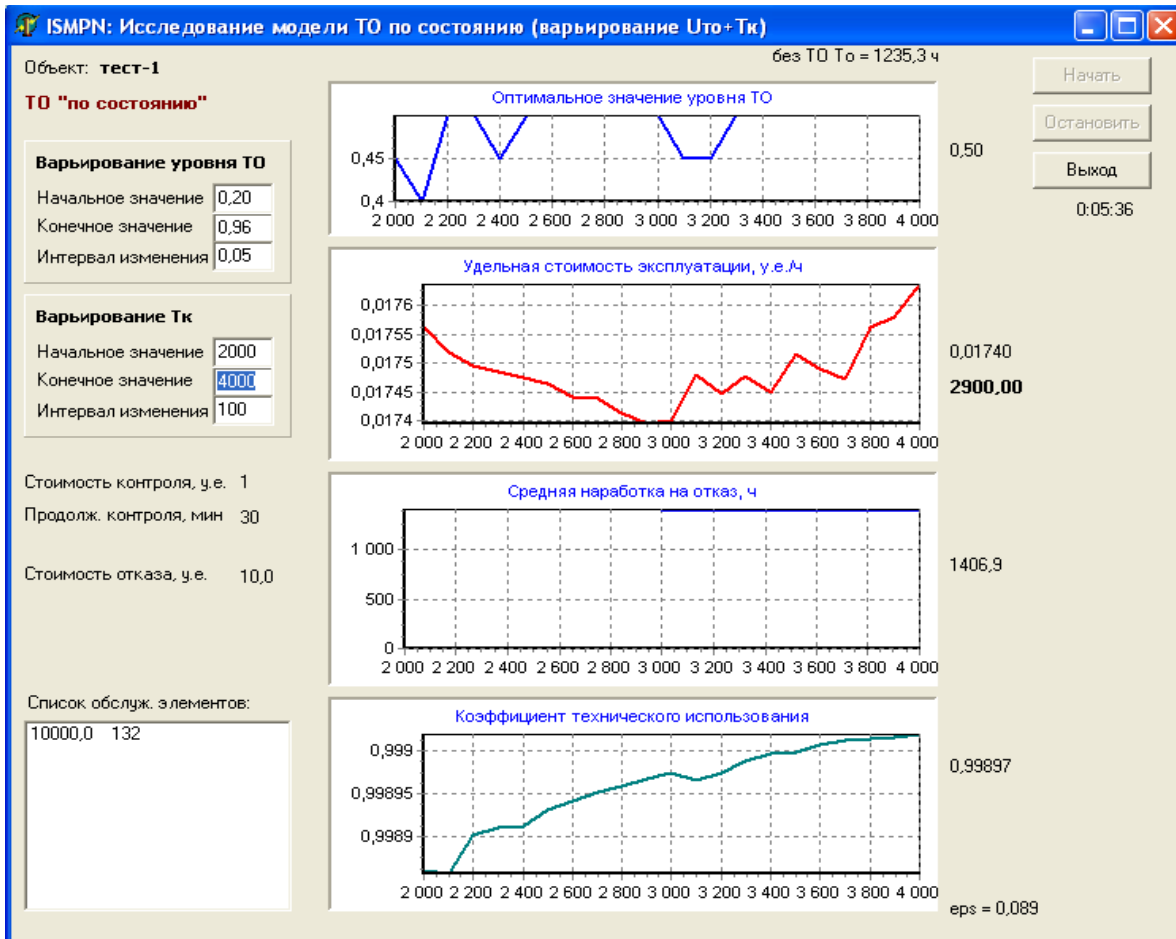 ISMPN: Исследование модели ТО по состоянию (варьирование Uто+Тк)
без ТО То = 1235,3 ч
Объект: тест-1
ТО "по состоянию"
Варьирование уровня ТО
Начальное значение 0,20
Конечное значение 0,96
Интервал изменения 0,05
Варьирование Тк
Начальное значение 2000
Конечное значение 4000
Интервал изменения 100
Стоимость контроля, у.е. 1
Продолж. контроля, мин 30
Стоимость отказа, у.е. 10,0
Список обслуж. элементов:
10000,0 132
Оптимальное значение уровня ТО
0,45
0,4
2 000 2 200 2 400 2 600 2 800 3 000 3 200 3 400 3 600 3 800 4 000
0,50
Удельная стоимость эксплуатации, у.е./ч
0,0176
0,01755
0,0175
0,01745
0,0174
2 000 2 200 2 400 2 600 2 800 3 000 3 200 3 400 3 600 3 800 4 000
0,01740
2900,00
Средняя наработка на отказ, ч
1 000
500
0
2 000 2 200 2 400 2 600 2 800 3 000 3 200 3 400 3 600 3 800 4 000
1406,9
Коэффициент технического использования
0,999
0,99895
0,9989
2 000 2 200 2 400 2 600 2 800 3 000 3 200 3 400 3 600 3 800 4 000
0,99897
eps = 0,089
Начать
Остановить
Выход
0:05:36